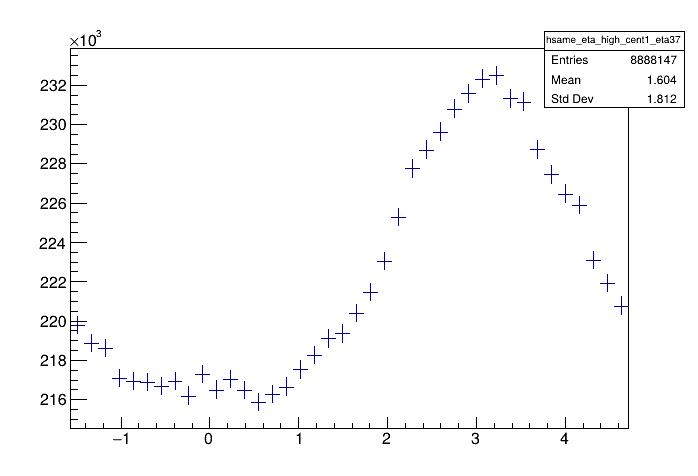 ×10³
hsame_eta_high_cent1_eta37
Entries 8888147
Mean 1.604
Std Dev 1.812
232
230
228
226
224
222
220
218
216
−1 0 1 2 3 4